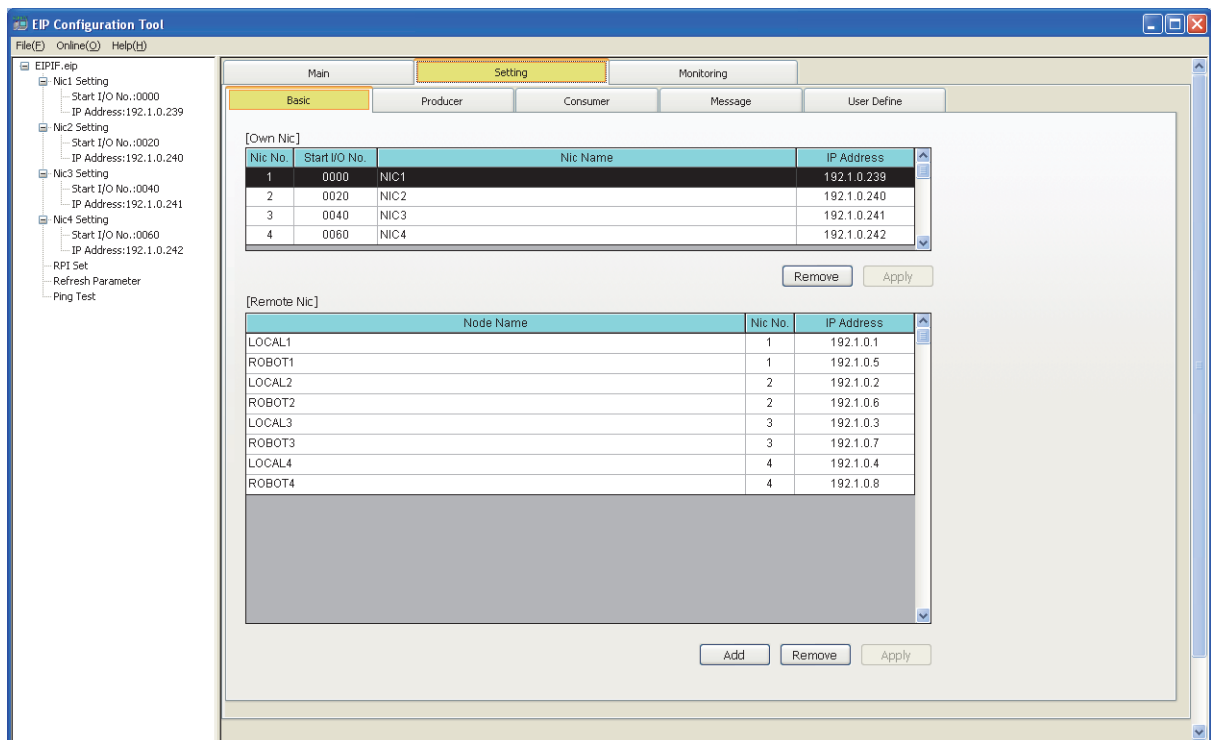 EIP Configuration Tool
File(F) Online(O) Help(H)
EIPIF.eip
Nic1 Setting
Start I/O No.:0000
IP Address:192.1.0.239
Nic2 Setting
Start I/O No.:0020
IP Address:192.1.0.240
Nic3 Setting
Start I/O No.:0040
IP Address:192.1.0.241
Nic4 Setting
Start I/O No.:0060
IP Address:192.1.0.242
RPI Set
Refresh Parameter
Ping Test
Main Setting Monitoring
Basic Producer Consumer Message User Define
[Own Nic]
Nic No. Start I/O No. Nic Name IP Address
1 0000 NIC1 192.1.0.239
2 0020 NIC2 192.1.0.240
3 0040 NIC3 192.1.0.241
4 0060 NIC4 192.1.0.242
Remove Apply
[Remote Nic]
Node Name Nic No. IP Address
LOCAL1 1 192.1.0.1
ROBOT1 1 192.1.0.5
LOCAL2 2 192.1.0.2
ROBOT2 2 192.1.0.6
LOCAL3 3 192.1.0.3
ROBOT3 3 192.1.0.7
LOCAL4 4 192.1.0.4
ROBOT4 4 192.1.0.8
Add Remove Apply